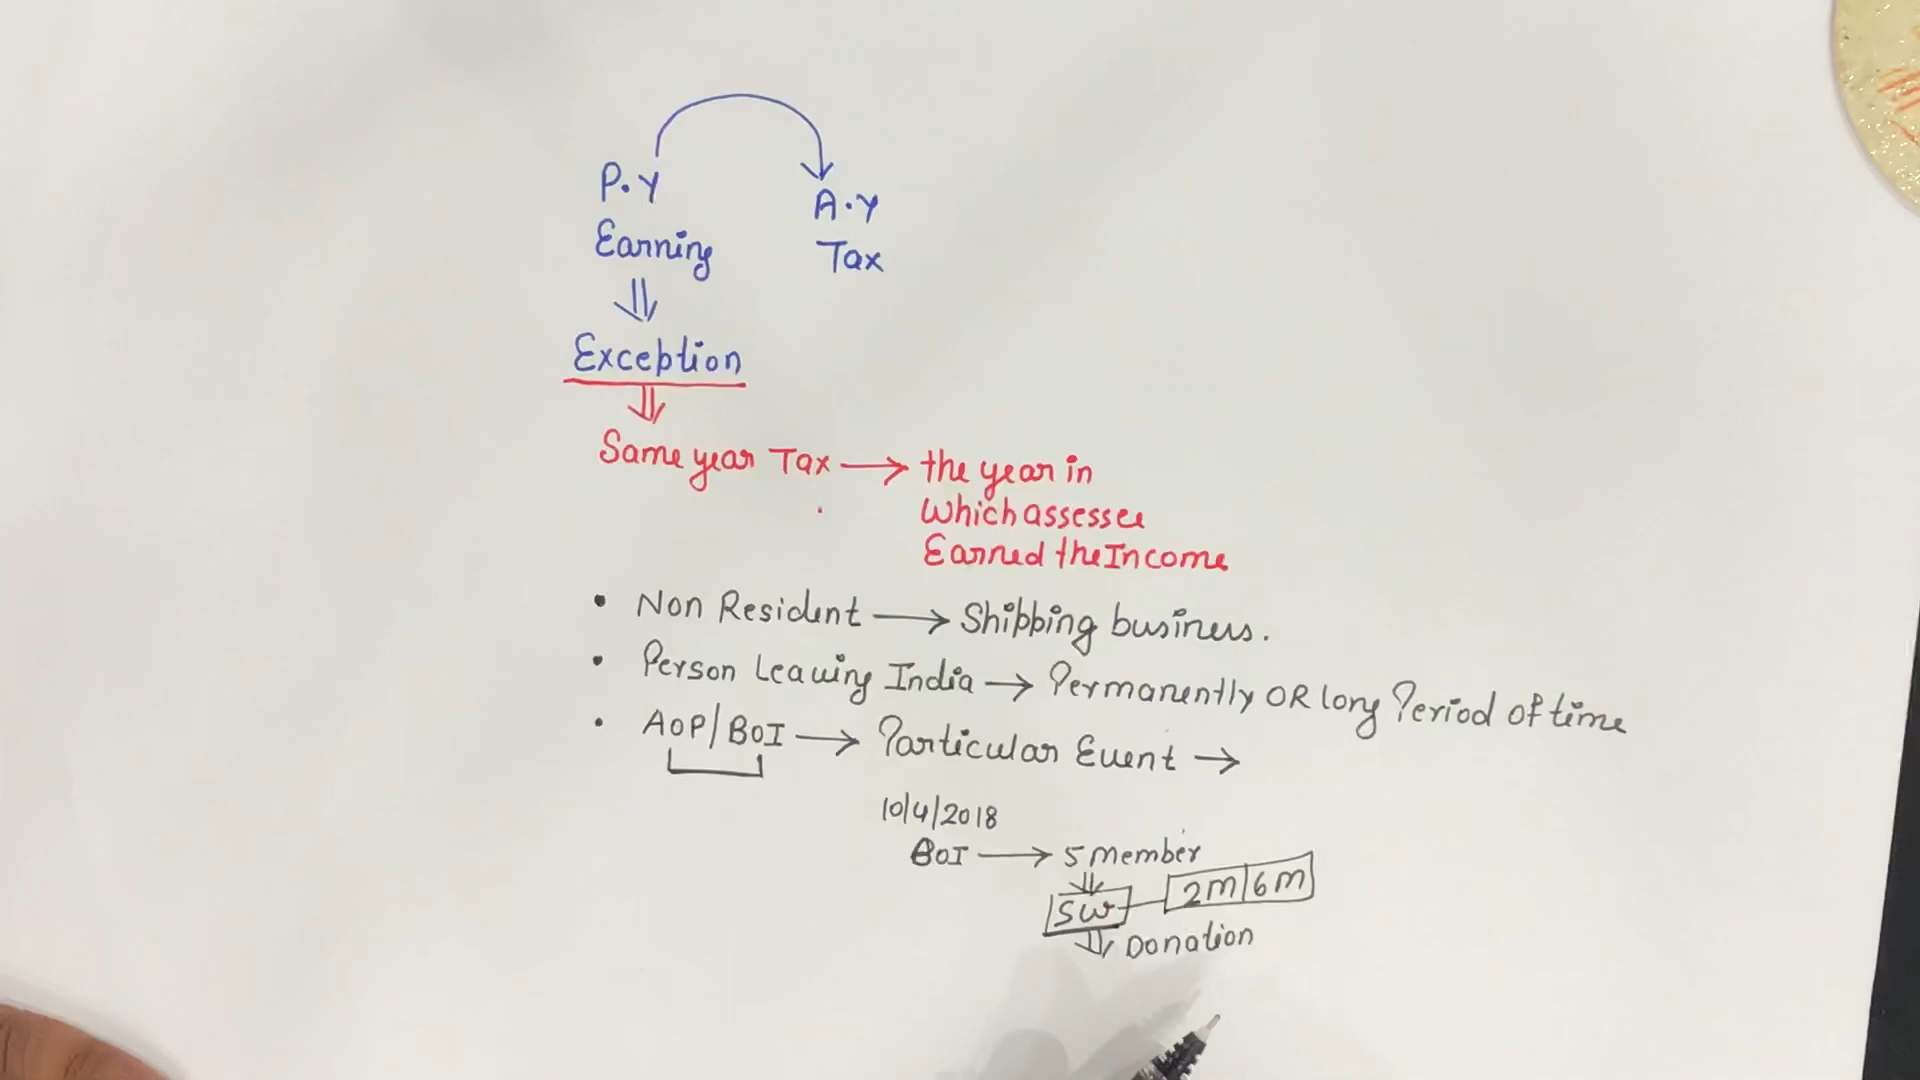 P.Y
A.Y
Earning
Tax
Exception
Same year Tax → the year in
Which assessee
Earned the Income
• Non Resident → Shipping business.
• Person Leaving India → Permanently OR long Period of time
• AOP/BOI → Particular Event →
10/4/2018
BOI → 5 member
SW 2M 6M
Donation